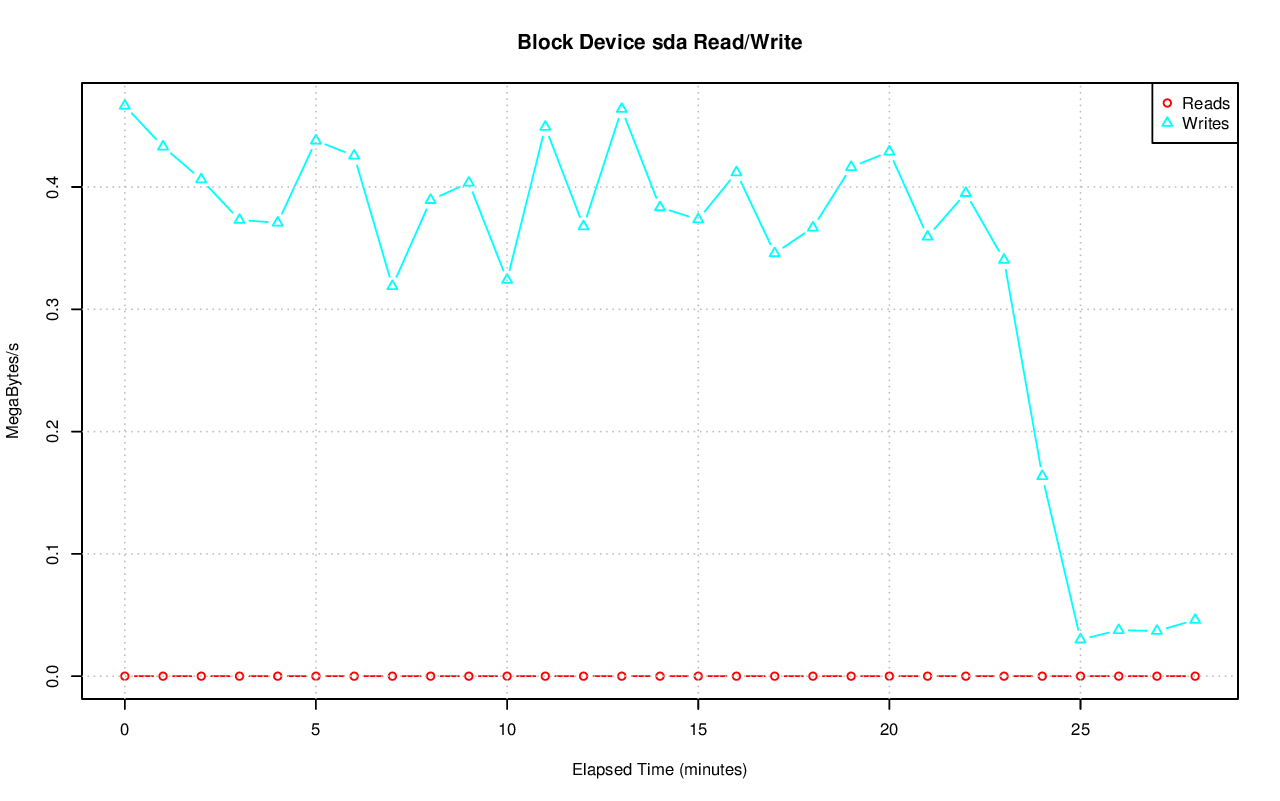 Block Device sda Read/Write
Reads
Writes
MegaBytes/s
0.4
0.3
0.2
0.1
0.0
0 5 10 15 20 25
Elapsed Time (minutes)